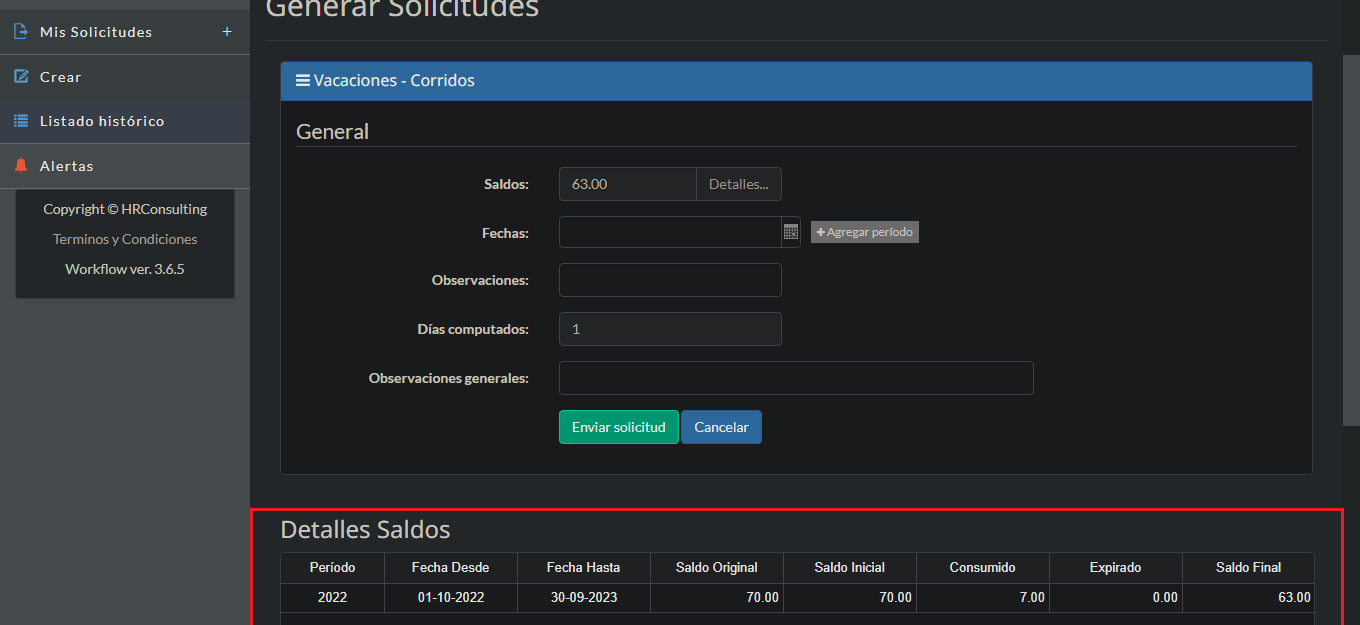 Generar Solicitudes
Mis Solicitudes +
Crear
Listado histórico
Alertas
Copyright © HRConsulting
Terminos y Condiciones
Workflow ver. 3.6.5
Vacaciones - Corridos
General
Saldos: 63.00 Detalles...
Fechas: +Agregar período
Observaciones:
Días computados: 1
Observaciones generales:
Enviar solicitud Cancelar
Detalles Saldos
Período Fecha Desde Fecha Hasta Saldo Original Saldo Inicial Consumido Expirado Saldo Final
2022 01-10-2022 30-09-2023 70.00 70.00 7.00 0.00 63.00